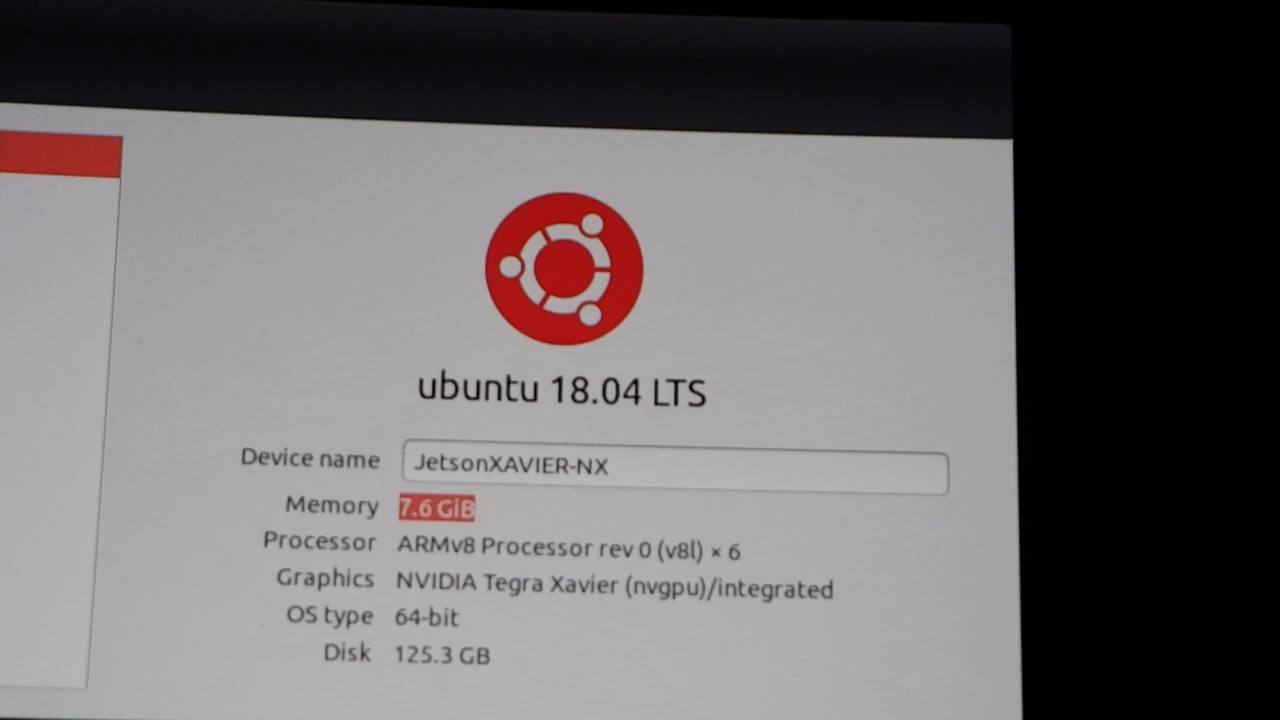 ubuntu 18.04 LTS
Device name JetsonXAVIER-NX
Memory 7.6 GiB
Processor ARMv8 Processor rev 0 (v8l) × 6
Graphics NVIDIA Tegra Xavier (nvgpu)/integrated
OS type 64-bit
Disk 125.3 GB